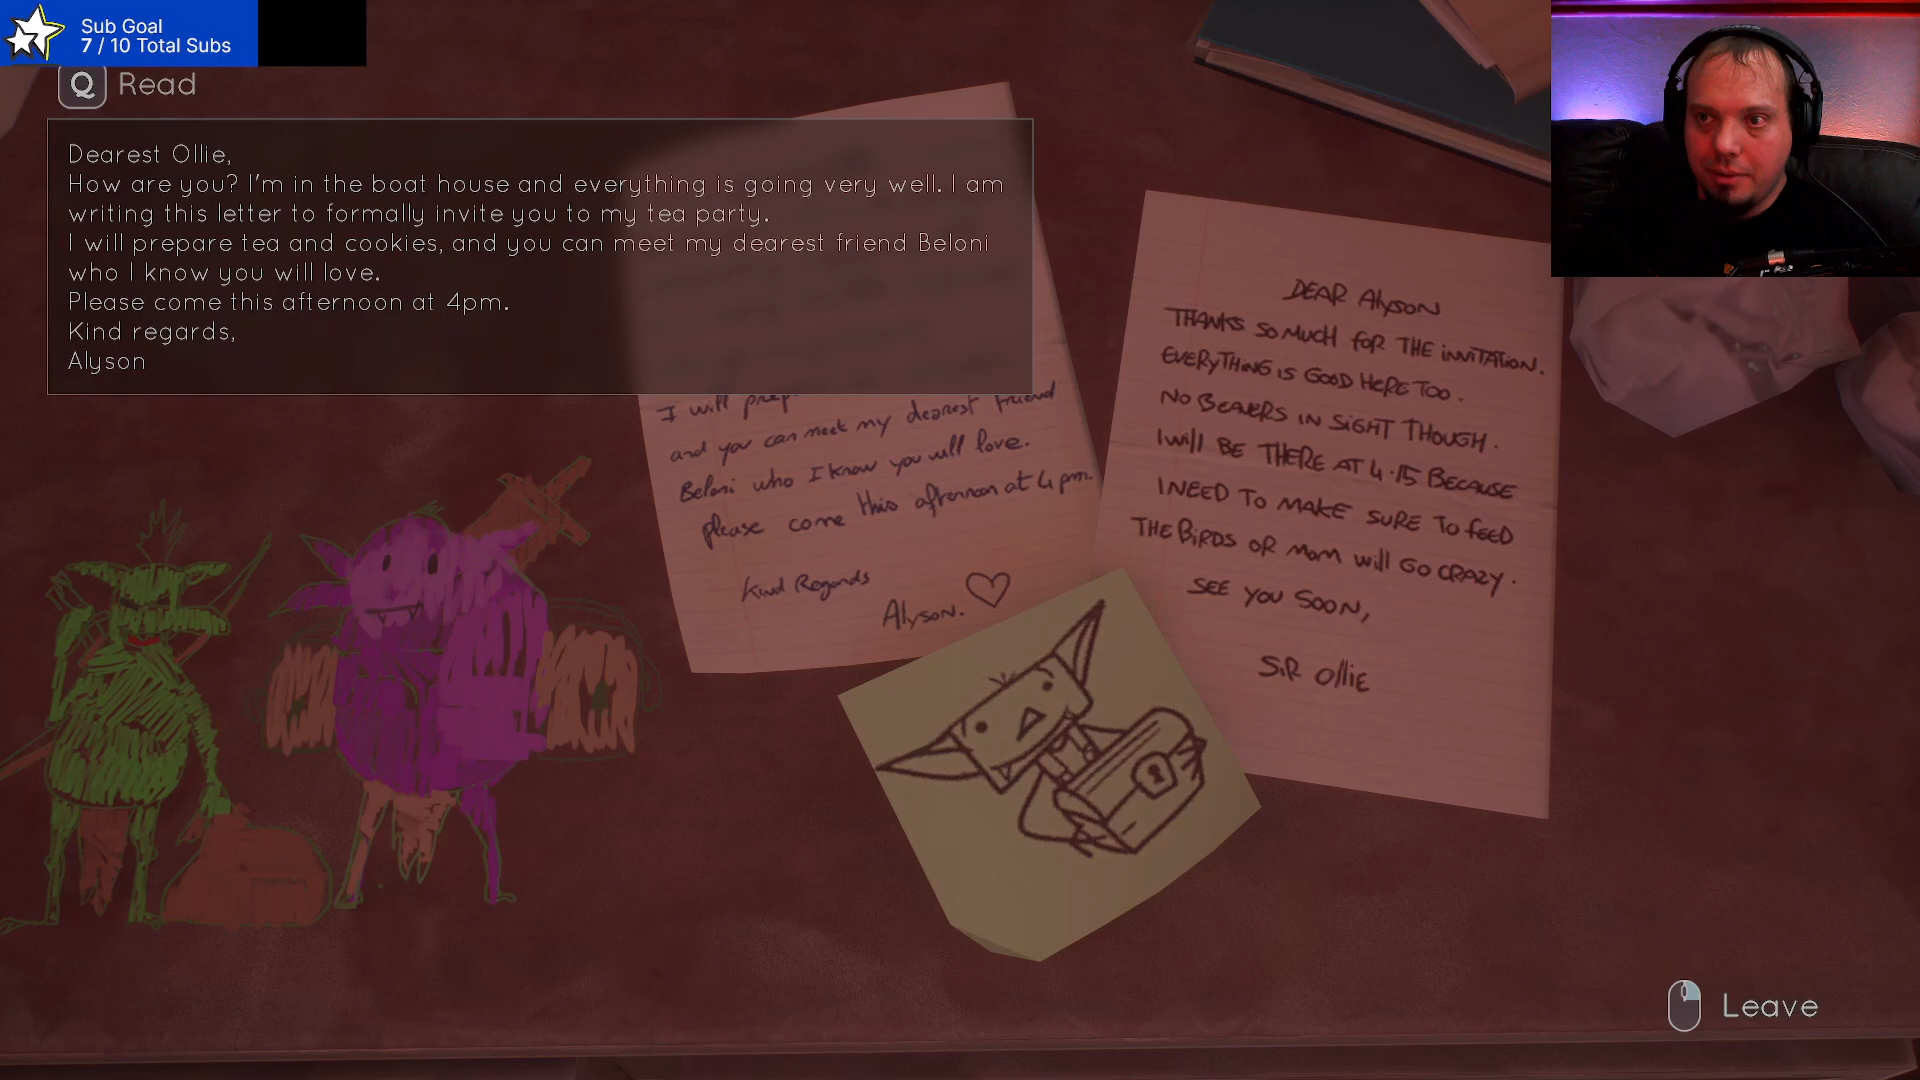 Sub Goal
7 / 10 Total Subs
Q Read
Dearest Ollie,
How are you? I'm in the boat house and everything is going very well. I am
writing this letter to formally invite you to my tea party.
I will prepare tea and cookies, and you can meet my dearest friend Beloni
who I know you will love.
Please come this afternoon at 4pm.
Kind regards,
Alyson
I will prep
and you can meet my dearest friend
Beloni who I know you will love.
please come this afternoon at 4 pm.
Kind Regards
Alyson.
DEAR Alyson
THANKS SO MUCH FOR THE iNViTATiON.
EVERYTHiNG iS GOOD HERE TOO.
NO BEAVERS iN SiGHT THOUGH.
I will BE THERE AT 4.15 BECAUSE
I NEED TO MAKE SURE TO fEED
THE BiRDS OR Mom will GO CRAZY.
SEE YOU SOON,
SiR OlliE
Leave